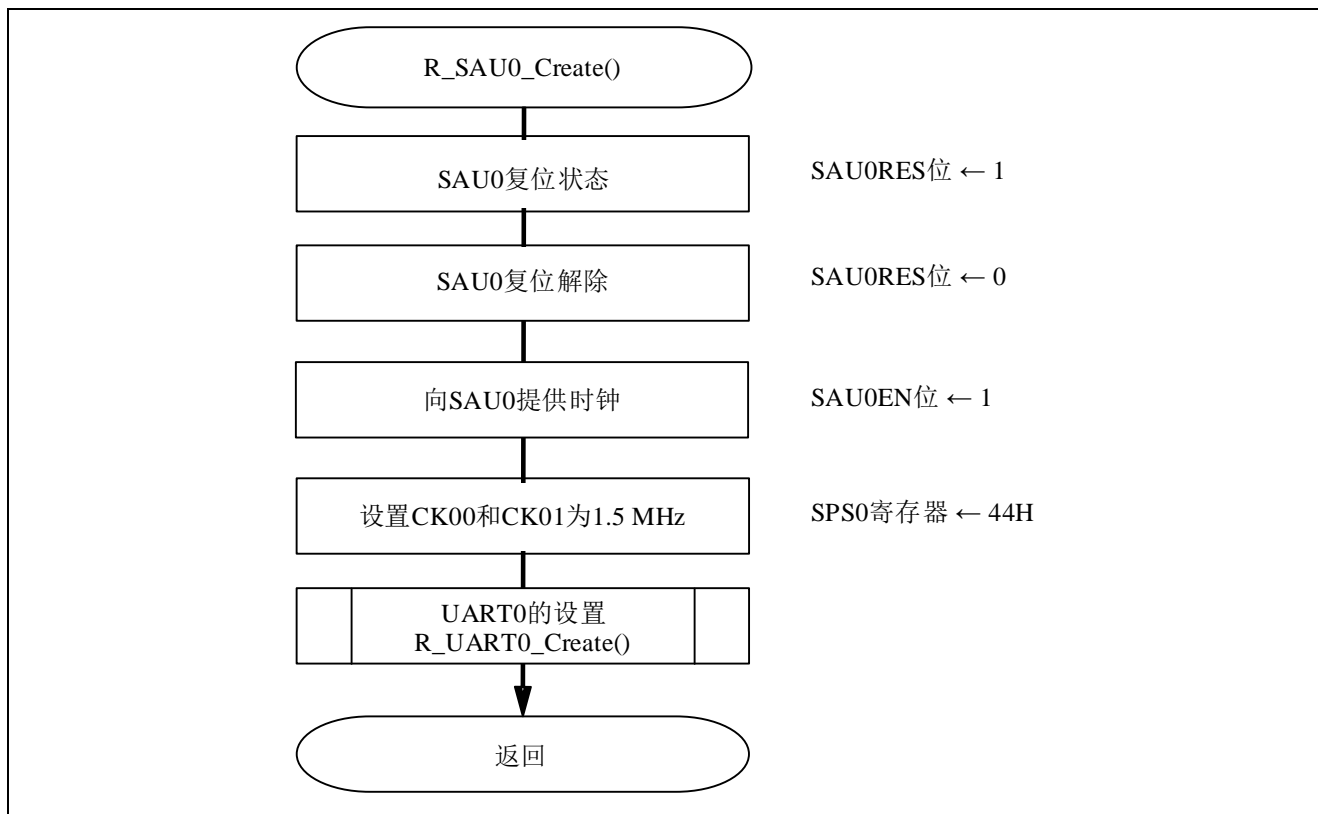 R_SAU0_Create()
SAU0复位状态
SAU0RES位 ← 1
SAU0复位解除
SAU0RES位 ← 0
向SAU0提供时钟
SAU0EN位 ← 1
设置CK00和CK01为1.5 MHz
SPS0寄存器 ← 44H
UART0的设置
R_UART0_Create()
返回